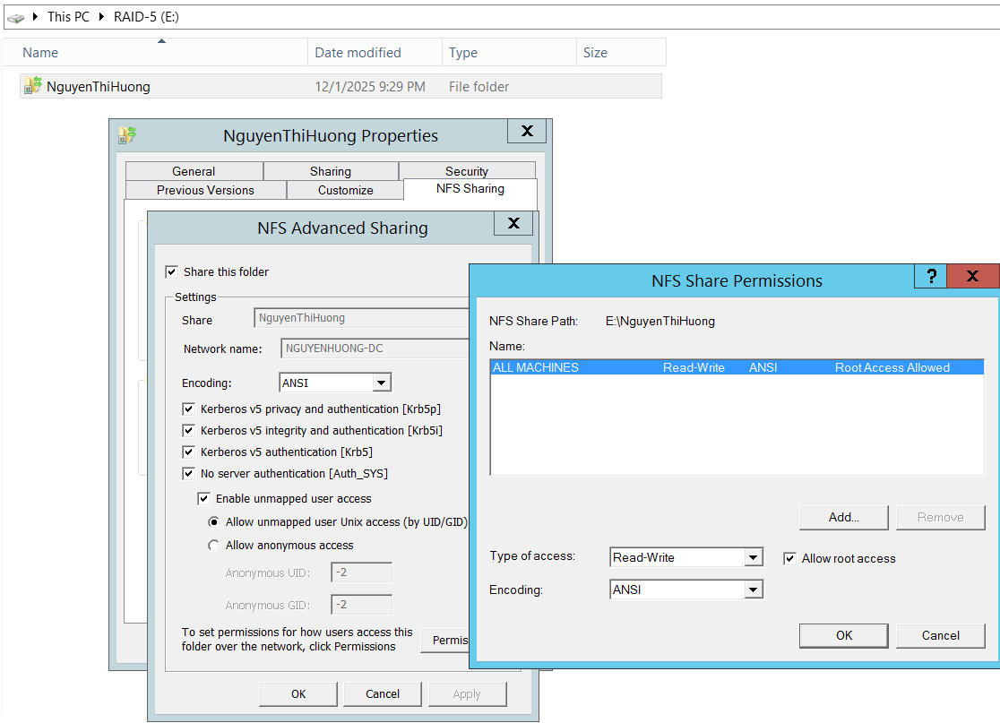 This PC RAID-5 (E:)
Name Date modified Type Size
NguyenThiHuong 12/1/2025 9:29 PM File folder
NguyenThiHuong Properties
General Sharing Security
Previous Versions Customize NFS Sharing
NFS Advanced Sharing
Share this folder
Settings
Share NguyenThiHuong
Network name: NGUYENHUONG-DC
Encoding: ANSI
Kerberos v5 privacy and authentication [Krb5p]
Kerberos v5 integrity and authentication [Krb5i]
Kerberos v5 authentication [Krb5]
No server authentication [Auth_SYS]
Enable unmapped user access
Allow unmapped user Unix access (by UID/GID)
Allow anonymous access
Anonymous UID: -2
Anonymous GID: -2
To set permissions for how users access this
folder over the network, click Permissions
Permis
OK Cancel Apply
NFS Share Permissions
?
NFS Share Path: E:\NguyenThiHuong
Name:
ALL MACHINES Read-Write ANSI Root Access Allowed
Add... Remove
Type of access: Read-Write Allow root access
Encoding: ANSI
OK Cancel